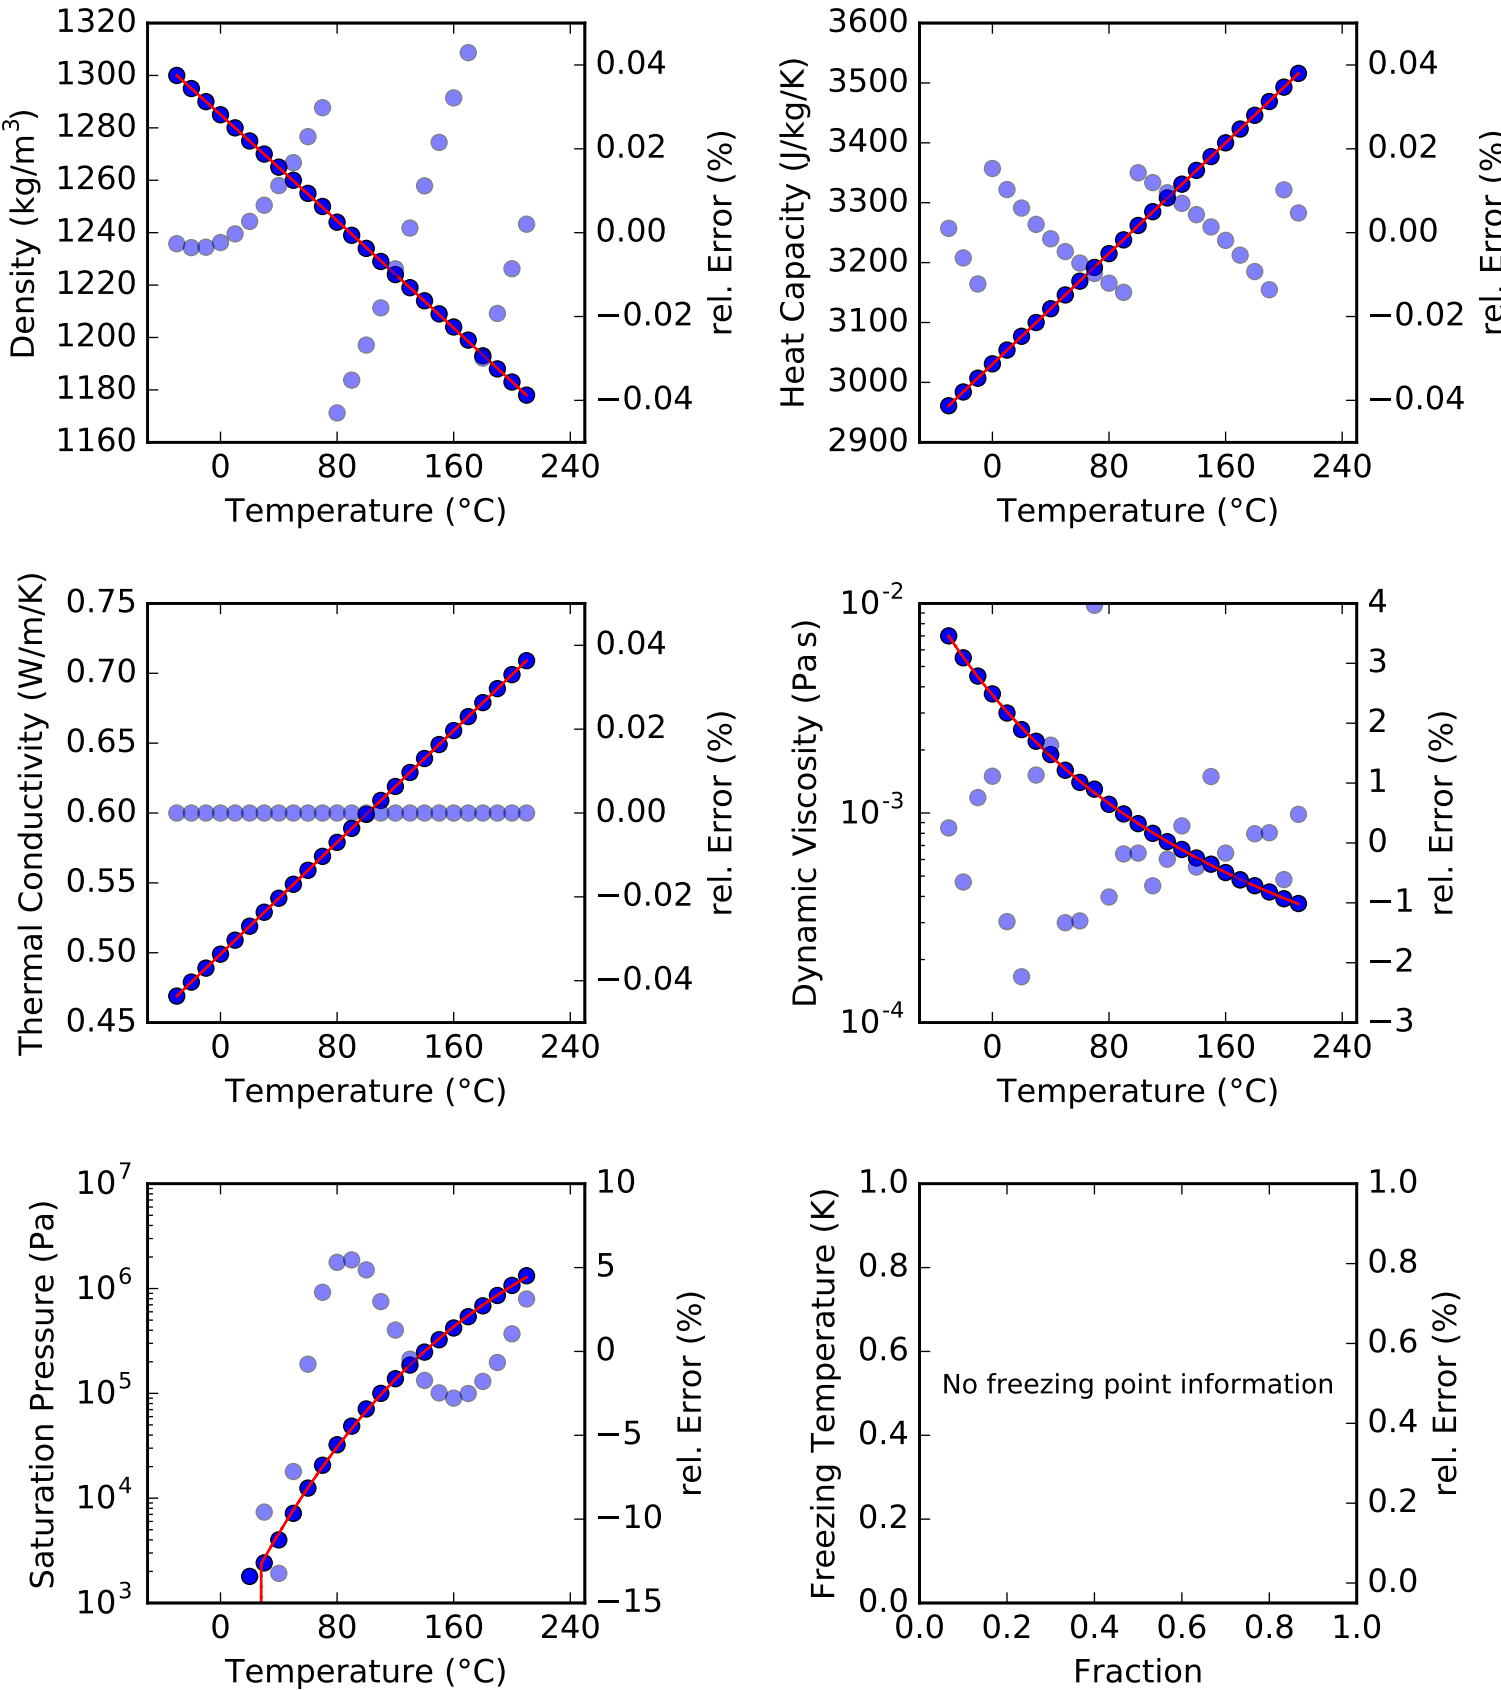 1320
1300
1280
1260
1240
1220
1200
1180
1160
Density (kg/m³)
0.04
0.02
0.00
−0.02
−0.04
rel. Error (%)
0 80 160 240
Temperature (°C)
3600
3500
3400
3300
3200
3100
3000
2900
Heat Capacity (J/kg/K)
0.04
0.02
0.00
−0.02
−0.04
rel. Error (%)
0 80 160 240
Temperature (°C)
0.75
0.70
0.65
0.60
0.55
0.50
0.45
Thermal Conductivity (W/m/K)
0.04
0.02
0.00
−0.02
−0.04
rel. Error (%)
0 80 160 240
Temperature (°C)
10⁻²
10⁻³
10⁻⁴
Dynamic Viscosity (Pa s)
4
3
2
1
0
−1
−2
−3
rel. Error (%)
0 80 160 240
Temperature (°C)
10⁷
10⁶
10⁵
10⁴
10³
Saturation Pressure (Pa)
10
5
0
−5
−10
−15
rel. Error (%)
0 80 160 240
Temperature (°C)
1.0
0.8
0.6
0.4
0.2
0.0
Freezing Temperature (K)
No freezing point information
1.0
0.8
0.6
0.4
0.2
0.0
rel. Error (%)
0.0 0.2 0.4 0.6 0.8 1.0
Fraction